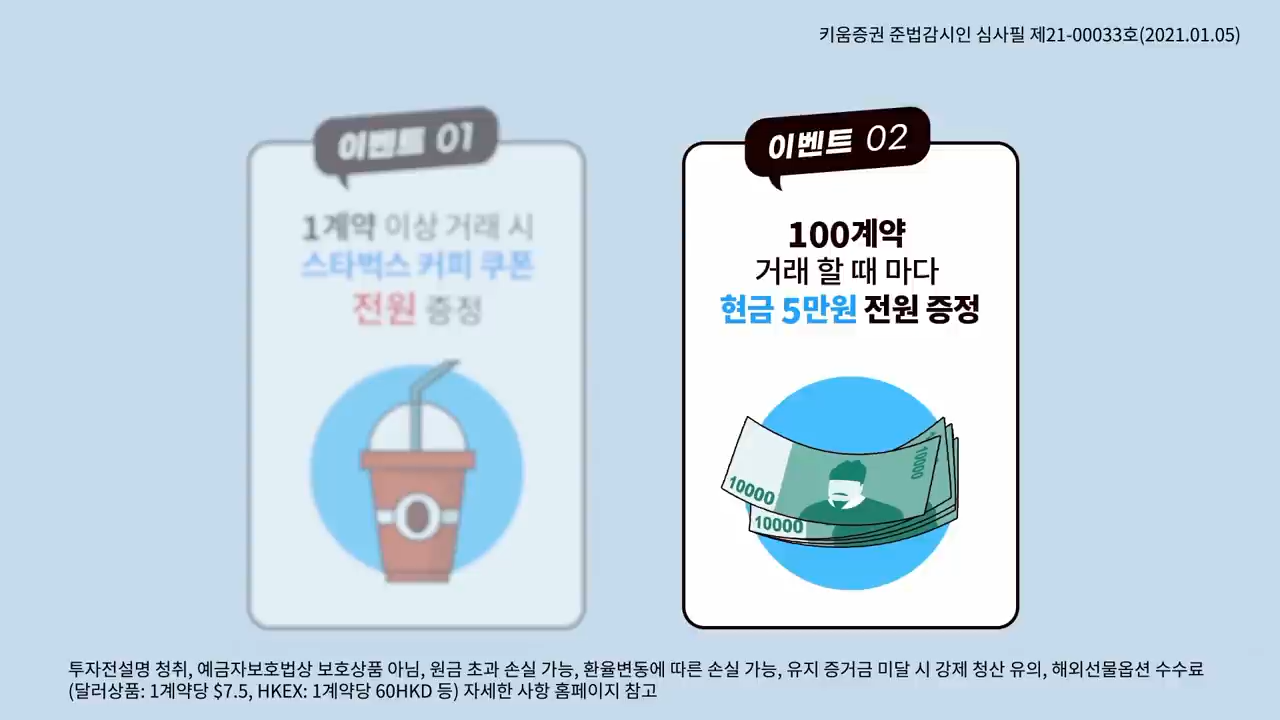 키움증권 준법감시인 심사필 제21-00033호(2021.01.05)
이벤트 01
1계약 이상 거래 시
스타벅스 커피 쿠폰
전원 증정
이벤트 02
100계약
거래 할 때 마다
현금 5만원 전원 증정
10000
10000
10000
투자전설명 청취, 예금자보호법상 보호상품 아님, 원금 초과 손실 가능, 환율변동에 따른 손실 가능, 유지 증거금 미달 시 강제 청산 유의, 해외선물옵션 수수료
(달러상품: 1계약당 $7.5, HKEX: 1계약당 60HKD 등) 자세한 사항 홈페이지 참고